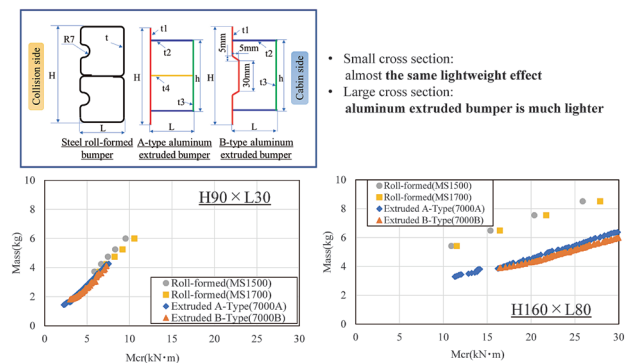 Collision side
R7
t
H
L
Steel roll-formed
bumper
t1
t2
H
t4
h
t3
L
A-type aluminum
extruded bumper
t1
5mm
5mm
t2
H
30mm
h
t3
L
B-type aluminum
extruded bumper
Cabin side
• Small cross section:
almost the same lightweight effect
• Large cross section:
aluminum extruded bumper is much lighter
H90×L30
Mass(kg)
10
8
6
4
2
0
Roll-formed(MS1500)
Roll-formed(MS1700)
Extruded A-Type(7000A)
Extruded B-Type(7000B)
0 5 10 15 20 25 30
Mcr(kN・m)
Mass(kg)
10
8
6
4
2
0
Roll-formed(MS1500)
Roll-formed(MS1700)
Extruded A-Type(7000A)
Extruded B-Type(7000B)
H160×L80
0 5 10 15 20 25 30
Mcr(kN・m)